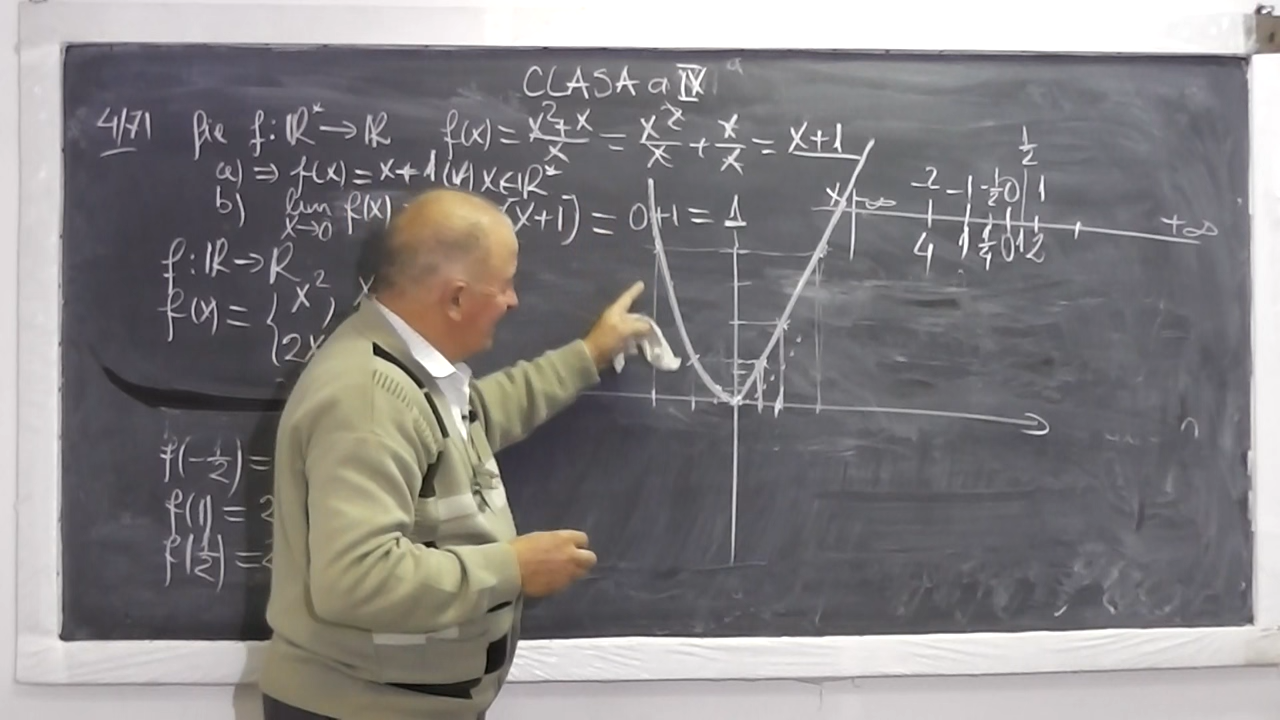 CLASA a IX a
4/71 fie f: ℝ* → ℝ f(x) = x²+x/x = x²/x + x/x = x+1
a) ⇒ f(x) = x+1 (∀) x∈ℝ*
b) lim x→0 f(x) (x+1) = 0+1 = 1
f: ℝ → ℝ
f(x) = { x²,
2x
f(-1/2) =
f(1) = 2
f(1/2) = 2
1/2
x -∞ -2 -1 -1/2 0 1 +∞
4 1 1/4 0 1 2